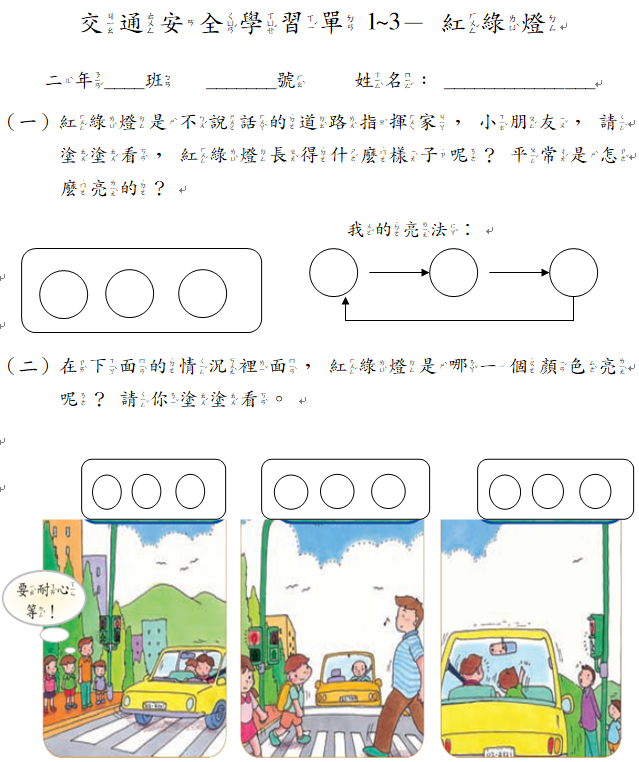 交通安全學習單 1~3— 紅綠燈
二年____班 _______號 姓名：_______________
（一）紅綠燈是不說話的道路指揮家，小朋友，請
塗塗看，紅綠燈長得什麼樣子呢？平常是怎
麼亮的？
我的亮法：
（二）在下面的情況裡面，紅綠燈是哪一個顏色亮
呢？請你塗塗看。
要耐心
等！